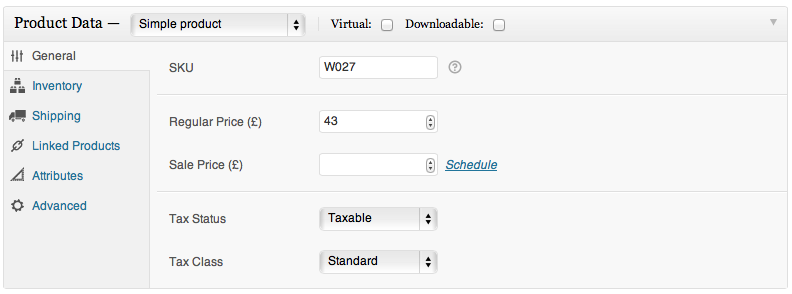 Product Data — Simple product Virtual: Downloadable:
General
Inventory
Shipping
Linked Products
Attributes
Advanced
SKU W027 ?
Regular Price (£) 43
Sale Price (£) Schedule
Tax Status Taxable
Tax Class Standard